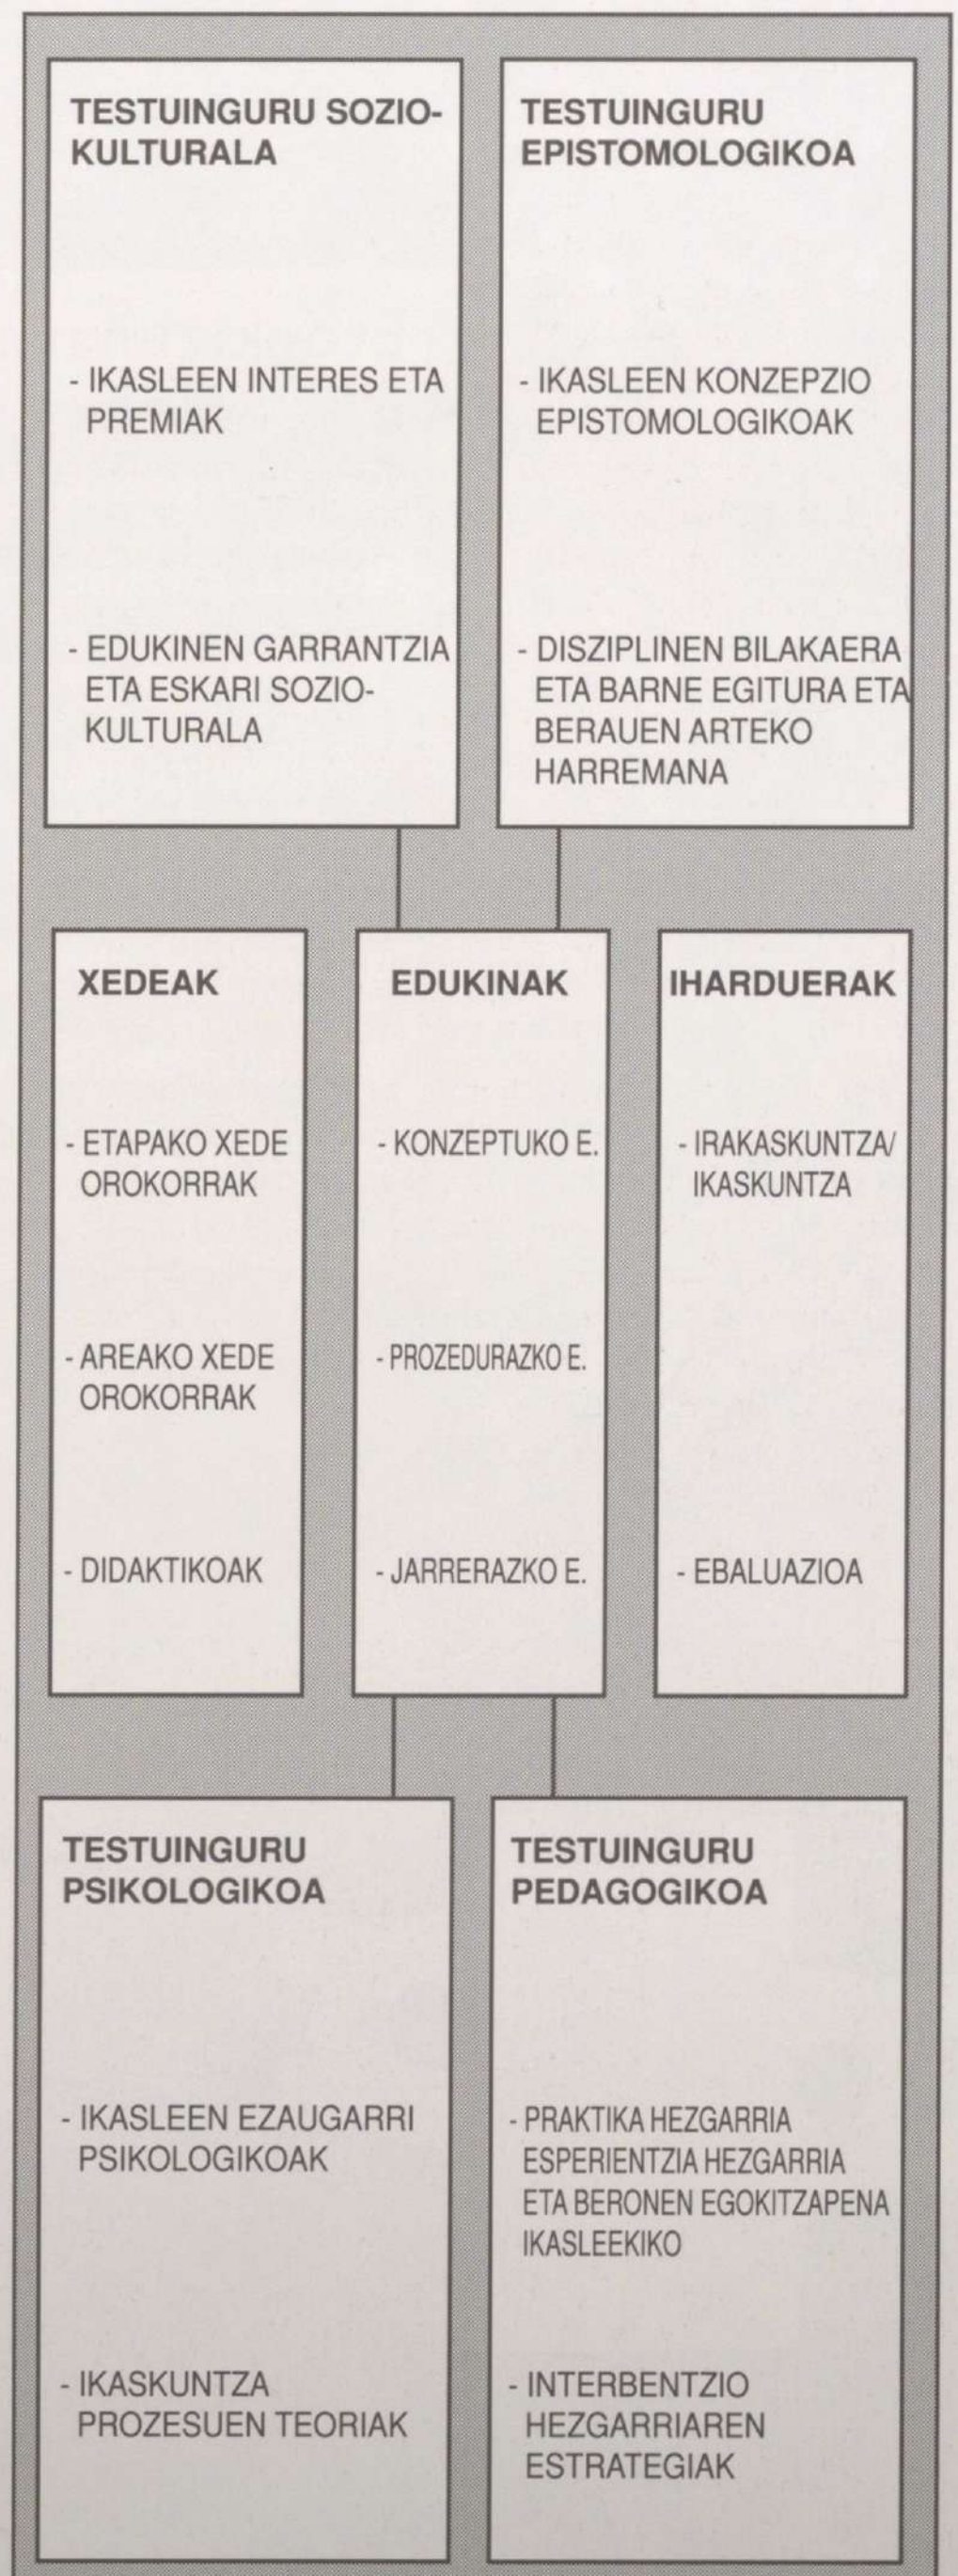 TESTUINGURU SOZIO-
KULTURALA
- IKASLEEN INTERES ETA
PREMIAK
- EDUKINEN GARRANTZIA
ETA ESKARI SOZIO-
KULTURALA
TESTUINGURU
EPISTOMOLOGIKOA
- IKASLEEN KONZEPZIO
EPISTOMOLOGIKOAK
- DISZIPLINEN BILAKAERA
ETA BARNE EGITURA ETA
BERAUEN ARTEKO
HARREMANA
XEDEAK
- ETAPAKO XEDE
OROKORRAK
- AREAKO XEDE
OROKORRAK
- DIDAKTIKOAK
EDUKINAK
- KONZEPTUKO E.
- PROZEDURAZKO E.
- JARRERAZKO E.
IHARDUERAK
- IRAKASKUNTZA/
IKASKUNTZA
- EBALUAZIOA
TESTUINGURU
PSIKOLOGIKOA
- IKASLEEN EZAUGARRI
PSIKOLOGIKOAK
- IKASKUNTZA
PROZESUEN TEORIAK
TESTUINGURU
PEDAGOGIKOA
- PRAKTIKA HEZGARRIA
ESPERIENTZIA HEZGARRIA
ETA BERONEN EGOKITZAPENA
IKASLEEKIKO
- INTERBENTZIO
HEZGARRIAREN
ESTRATEGIAK